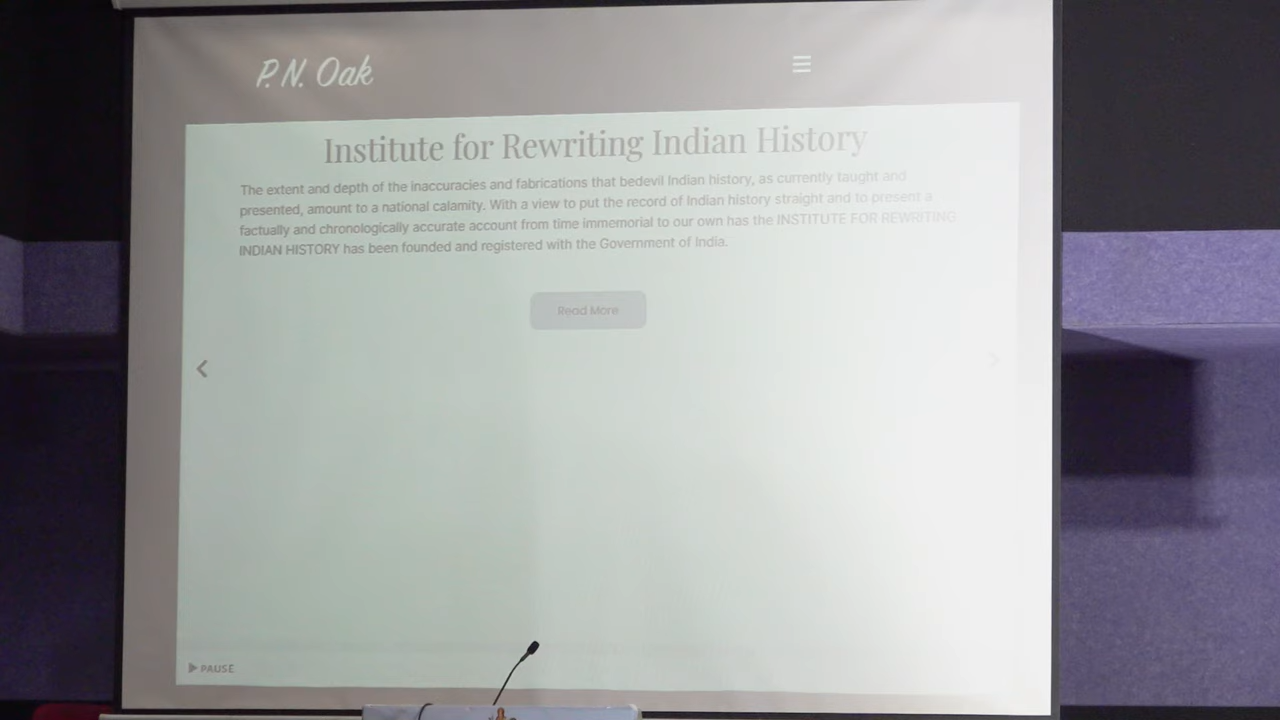 P. N. Oak
Institute for Rewriting Indian History
The extent and depth of the inaccuracies and fabrications that bedevil Indian history, as currently taught and
presented, amount to a national calamity. With a view to put the record of Indian history straight and to present a
factually and chronologically accurate account from time immemorial to our own has the INSTITUTE FOR REWRITING
INDIAN HISTORY has been founded and registered with the Government of India.
Read More
PAUSE